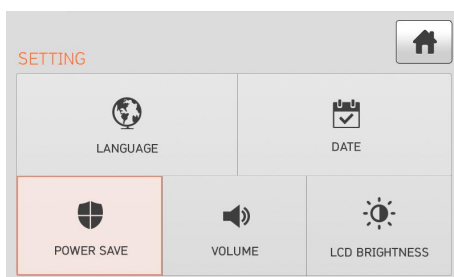 SETTING
LANGUAGE
DATE
POWER SAVE
VOLUME
LCD BRIGHTNESS